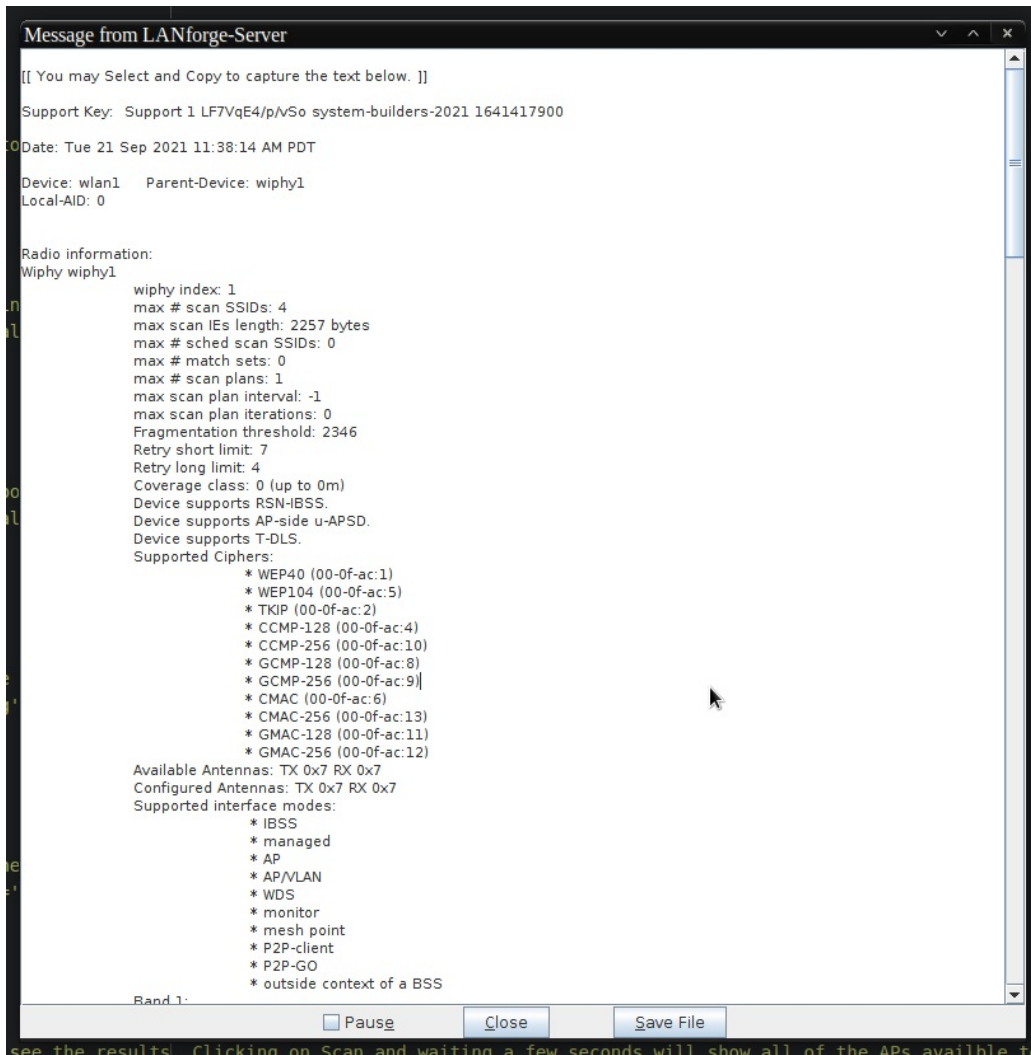 Message from LANforge-Server
[[ You may Select and Copy to capture the text below. ]]
Support Key:  Support 1 LF7VqE4/p/vSo system-builders-2021 1641417900
Date: Tue 21 Sep 2021 11:38:14 AM PDT
Device: wlan1    Parent-Device: wiphy1
Local-AID: 0
Radio information:
Wiphy wiphy1
wiphy index: 1
max # scan SSIDs: 4
max scan IEs length: 2257 bytes
max # sched scan SSIDs: 0
max # match sets: 0
max # scan plans: 1
max scan plan interval: -1
max scan plan iterations: 0
Fragmentation threshold: 2346
Retry short limit: 7
Retry long limit: 4
Coverage class: 0 (up to 0m)
Device supports RSN-IBSS.
Device supports AP-side u-APSD.
Device supports T-DLS.
Supported Ciphers:
* WEP40 (00-0f-ac:1)
* WEP104 (00-0f-ac:5)
* TKIP (00-0f-ac:2)
* CCMP-128 (00-0f-ac:4)
* CCMP-256 (00-0f-ac:10)
* GCMP-128 (00-0f-ac:8)
* GCMP-256 (00-0f-ac:9)
* CMAC (00-0f-ac:6)
* CMAC-256 (00-0f-ac:13)
* GMAC-128 (00-0f-ac:11)
* GMAC-256 (00-0f-ac:12)
Available Antennas: TX 0x7 RX 0x7
Configured Antennas: TX 0x7 RX 0x7
Supported interface modes:
* IBSS
* managed
* AP
* AP/VLAN
* WDS
* monitor
* mesh point
* P2P-client
* P2P-GO
* outside context of a BSS
Band 1:
Pause Close Save File
see the results. Clicking on Scan and waiting a few seconds will show all of the APs availble